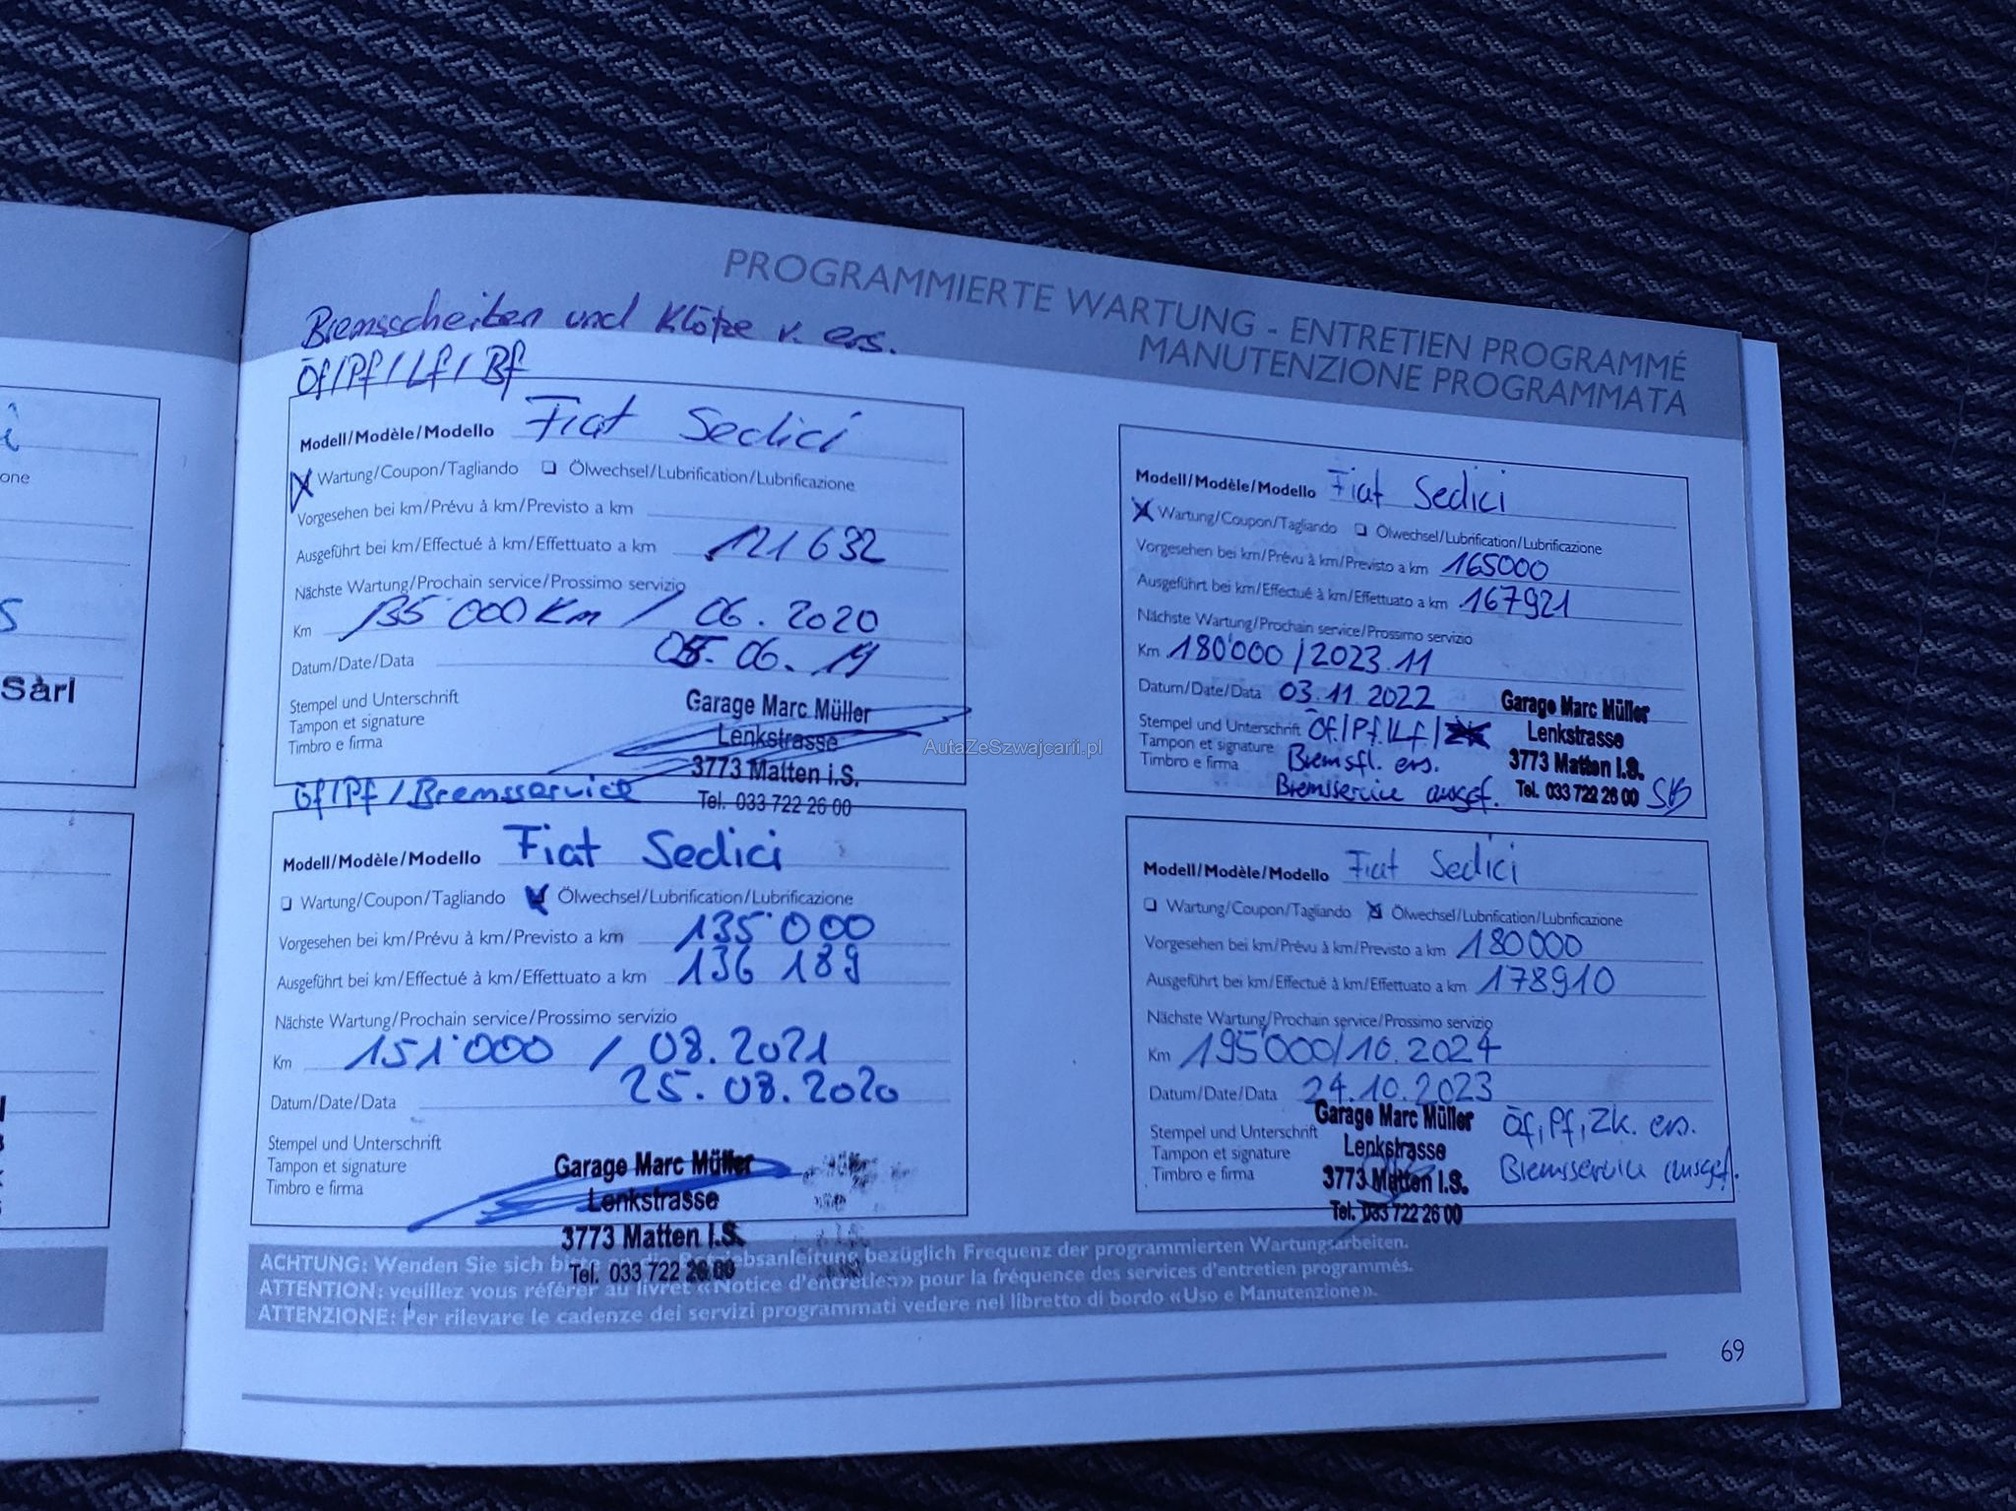 PROGRAMMIERTE WARTUNG - ENTRETIEN PROGRAMMÉ
MANUTENZIONE PROGRAMMATA
Bremsscheiben und Klötze v. ers.
Öf/Pf/Lf/Bf
Modell/Modèle/Modello Fiat Sedici
Wartung/Coupon/Tagliando Ölwechsel/Lubrification/Lubrificazione
Vorgesehen bei km/Prévu à km/Previsto a km
Ausgeführt bei km/Effectué à km/Effettuato a km 121632
Nächste Wartung/Prochain service/Prossimo servizio
Km 135'000 Km / 06.2020
Datum/Date/Data 05.06.19
Stempel und Unterschrift
Tampon et signature
Timbro e firma
Garage Marc Müller
Lenkstrasse
3773 Matten i.S.
Tel. 033 722 26 00
Öf/Pf/Bremsservice
Modell/Modèle/Modello Fiat Sedici
Wartung/Coupon/Tagliando Ölwechsel/Lubrification/Lubrificazione
Vorgesehen bei km/Prévu à km/Previsto a km 135'000
Ausgeführt bei km/Effectué à km/Effettuato a km 136 189
Nächste Wartung/Prochain service/Prossimo servizio
Km 151'000 / 08.2021
Datum/Date/Data 25.08.2020
Stempel und Unterschrift
Tampon et signature
Timbro e firma
Garage Marc Müller
Lenkstrasse
3773 Matten I.S.
Tel. 033 722 26 00
Modell/Modèle/Modello Fiat Sedici
Wartung/Coupon/Tagliando Ölwechsel/Lubrification/Lubrificazione
Vorgesehen bei km/Prévu à km/Previsto a km 165000
Ausgeführt bei km/Effectué à km/Effettuato a km 167921
Nächste Wartung/Prochain service/Prossimo servizio
Km 180'000 / 2023.11
Datum/Date/Data 03.11.2022
Stempel und Unterschrift Öf./Pf./Lf/
Tampon et signature Bremsfl. ers.
Timbro e firma Bremsservice ausgef.
Garage Marc Müller
Lenkstrasse
3773 Matten I.S.
Tel. 033 722 26 00 SB
Modell/Modèle/Modello Fiat Sedici
Wartung/Coupon/Tagliando Ölwechsel/Lubrification/Lubrificazione
Vorgesehen bei km/Prévu à km/Previsto a km 180000
Ausgeführt bei km/Effectué à km/Effettuato a km 178910
Nächste Wartung/Prochain service/Prossimo servizio
Km 195'000/10.2024
Datum/Date/Data 24.10.2023
Stempel und Unterschrift
Tampon et signature
Timbro e firma
Garage Marc Müller
Lenkstrasse
3773 Matten I.S.
Tel. 033 722 26 00
Öf, Pf, Zk. ers.
Bremsservice ausgef.
ACHTUNG: Wenden Sie sich bezüglich Frequenz der programmierten Wartungsarbeiten.
ATTENTION: veuillez vous référer au livret «Notice d'entretien» pour la fréquence des services d'entretien programmés.
ATTENZIONE: Per rilevare le cadenze dei servizi programmati vedere nel libretto di bordo «Uso e Manutenzione».
69
Sàrl
AutaZeSzwajcarii.pl